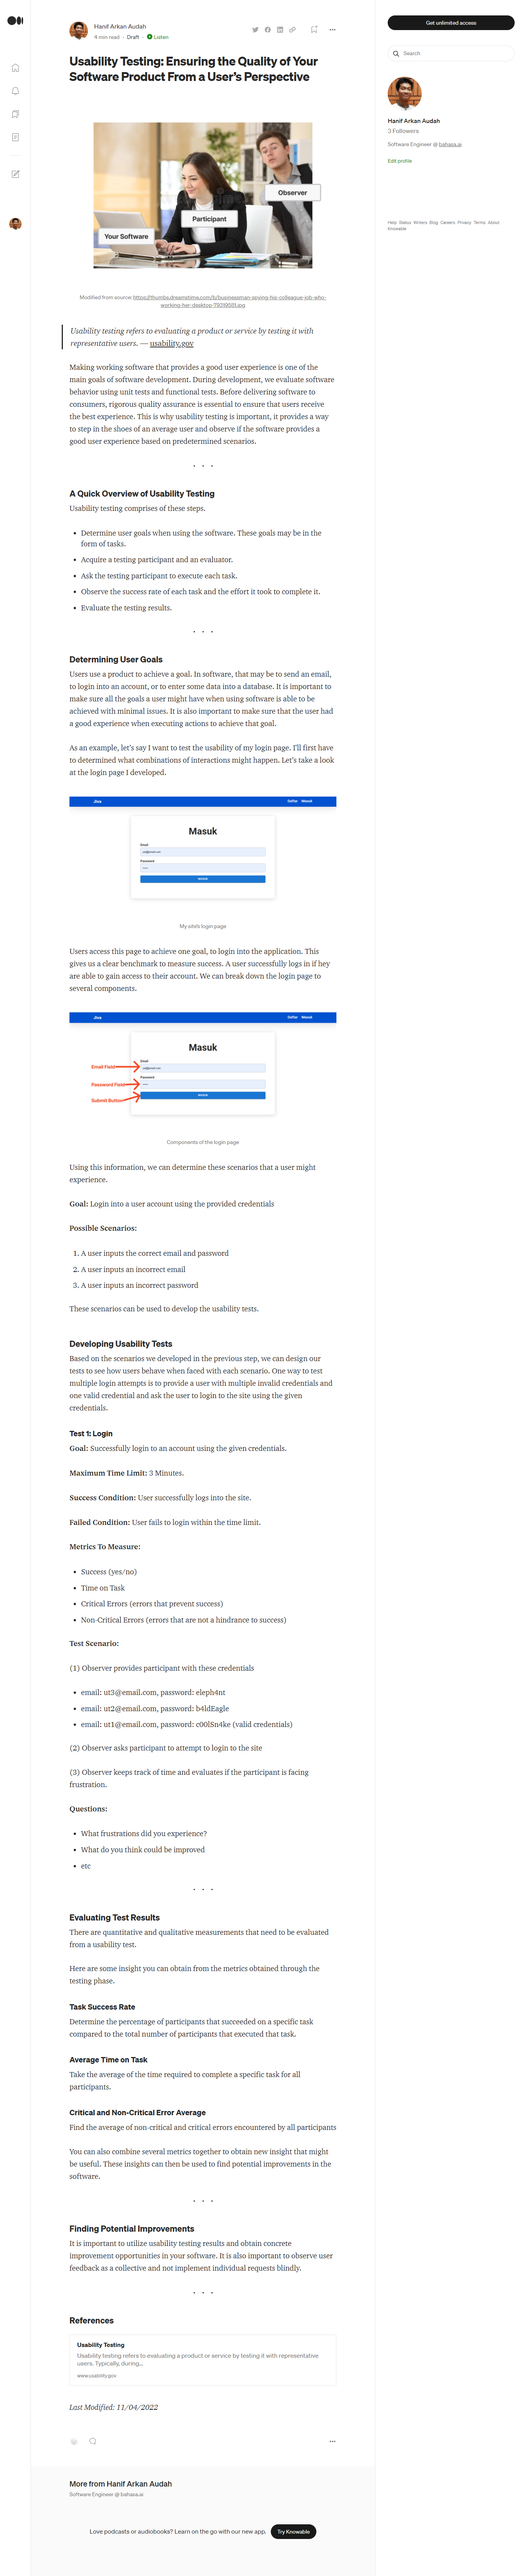 Hanif Arkan Audah
4 min read · Draft · Listen
Usability Testing: Ensuring the Quality of Your
Software Product From a User's Perspective
Observer
Participant
Your Software
Modified from source: https://thumbs.dreamstime.com/b/businessman-spying-his-colleague-job-who-
working-her-desktop-79319591.jpg
Usability testing refers to evaluating a product or service by testing it with
representative users. — usability.gov
Making working software that provides a good user experience is one of the
main goals of software development. During development, we evaluate software
behavior using unit tests and functional tests. Before delivering software to
consumers, rigorous quality assurance is essential to ensure that users receive
the best experience. This is why usability testing is important, it provides a way
to step in the shoes of an average user and observe if the software provides a
good user experience based on predetermined scenarios.
. . .
A Quick Overview of Usability Testing
Usability testing comprises of these steps.
• Determine user goals when using the software. These goals may be in the
form of tasks.
• Acquire a testing participant and an evaluator.
• Ask the testing participant to execute each task.
• Observe the success rate of each task and the effort it took to complete it.
• Evaluate the testing results.
. . .
Determining User Goals
Users use a product to achieve a goal. In software, that may be to send an email,
to login into an account, or to enter some data into a database. It is important to
make sure all the goals a user might have when using software is able to be
achieved with minimal issues. It is also important to make sure that the user had
a good experience when executing actions to achieve that goal.
As an example, let's say I want to test the usability of my login page. I'll first have
to determined what combinations of interactions might happen. Let's take a look
at the login page I developed.
Jiva
Daftar Masuk
Masuk
Email
Password
MASUK
My site's login page
Users access this page to achieve one goal, to login into the application. This
gives us a clear benchmark to measure success. A user successfully logs in if hey
are able to gain access to their account. We can break down the login page to
several components.
Jiva
Daftar Masuk
Masuk
Email
Email Field
Password
Password Field
Submit Button
MASUK
Components of the login page
Using this information, we can determine these scenarios that a user might
experience.
Goal: Login into a user account using the provided credentials
Possible Scenarios:
1. A user inputs the correct email and password
2. A user inputs an incorrect email
3. A user inputs an incorrect password
These scenarios can be used to develop the usability tests.
Developing Usability Tests
Based on the scenarios we developed in the previous step, we can design our
tests to see how users behave when faced with each scenario. One way to test
multiple login attempts is to provide a user with multiple invalid credentials and
one valid credential and ask the user to login to the site using the given
credentials.
Test 1: Login
Goal: Successfully login to an account using the given credentials.
Maximum Time Limit: 3 Minutes.
Success Condition: User successfully logs into the site.
Failed Condition: User fails to login within the time limit.
Metrics To Measure:
• Success (yes/no)
• Time on Task
• Critical Errors (errors that prevent success)
• Non-Critical Errors (errors that are not a hindrance to success)
Test Scenario:
(1) Observer provides participant with these credentials
• email: ut3@email.com, password: eleph4nt
• email: ut2@email.com, password: b4ldEagle
• email: ut1@email.com, password: c00lSn4ke (valid credentials)
(2) Observer asks participant to attempt to login to the site
(3) Observer keeps track of time and evaluates if the participant is facing
frustration.
Questions:
• What frustrations did you experience?
• What do you think could be improved
• etc
. . .
Evaluating Test Results
There are quantitative and qualitative measurements that need to be evaluated
from a usability test.
Here are some insight you can obtain from the metrics obtained through the
testing phase.
Task Success Rate
Determine the percentage of participants that succeeded on a specific task
compared to the total number of participants that executed that task.
Average Time on Task
Take the average of the time required to complete a specific task for all
participants.
Critical and Non-Critical Error Average
Find the average of non-critical and critical errors encountered by all participants
You can also combine several metrics together to obtain new insight that might
be useful. These insights can then be used to find potential improvements in the
software.
. . .
Finding Potential Improvements
It is important to utilize usability testing results and obtain concrete
improvement opportunities in your software. It is also important to observe user
feedback as a collective and not implement individual requests blindly.
. . .
References
Usability Testing
Usability testing refers to evaluating a product or service by testing it with representative
users. Typically, during...
www.usability.gov
Last Modified: 11/04/2022
More from Hanif Arkan Audah
Software Engineer @ bahasa.ai
Love podcasts or audiobooks? Learn on the go with our new app.
Try Knowable
Get unlimited access
Search
Hanif Arkan Audah
3 Followers
Software Engineer @ bahasa.ai
Edit profile
Help Status Writers Blog Careers Privacy Terms About
Knowable